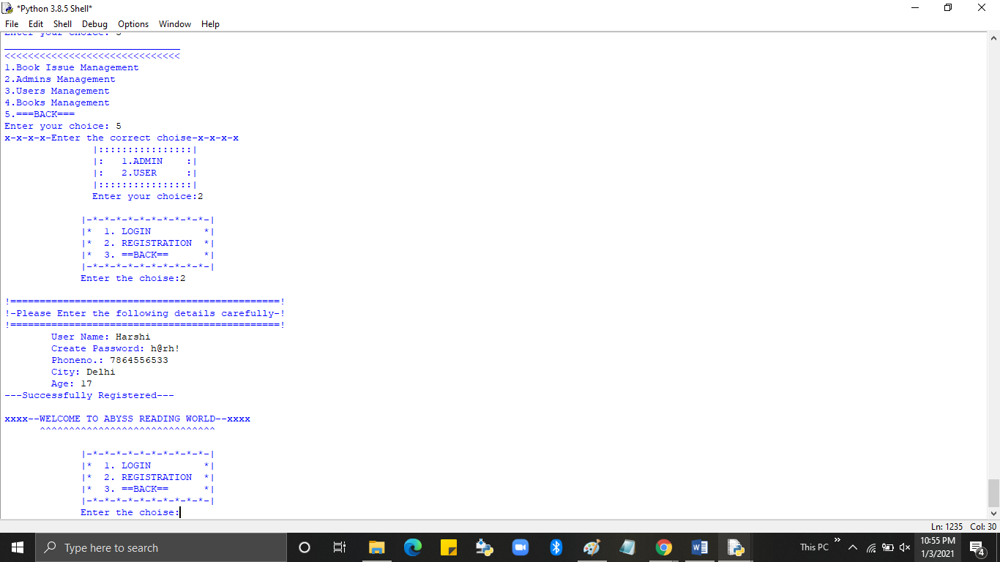 *Python 3.8.5 Shell*
File Edit Shell Debug Options Window Help
Enter your choice:
<<<<<<<<<<<<<<<<<<<<<<<<<<<<<<
1.Book Issue Management
2.Admins Management
3.Users Management
4.Books Management
5.===BACK===
Enter your choice: 5
x-x-x-x-Enter the correct choise-x-x-x-x
|::::::::::::::::|
|:   1.ADMIN    :|
|:   2.USER     :|
|::::::::::::::::|
Enter your choice:2
|-*-*-*-*-*-*-*-*-*-*-|
|*  1. LOGIN         *|
|*  2. REGISTRATION  *|
|*  3. ==BACK==      *|
|-*-*-*-*-*-*-*-*-*-*-|
Enter the choise:2
!==============================================!
!-Please Enter the following details carefully-!
!==============================================!
User Name: Harshi
Create Password: h@rh!
Phoneno.: 7864556533
City: Delhi
Age: 17
---Successfully Registered---
xxxx--WELCOME TO ABYSS READING WORLD--xxxx
^^^^^^^^^^^^^^^^^^^^^^^^^^^^^^
|-*-*-*-*-*-*-*-*-*-*-|
|*  1. LOGIN         *|
|*  2. REGISTRATION  *|
|*  3. ==BACK==      *|
|-*-*-*-*-*-*-*-*-*-*-|
Enter the choise:
Ln: 1235 Col: 30
Type here to search
This PC
10:55 PM
1/3/2021
4